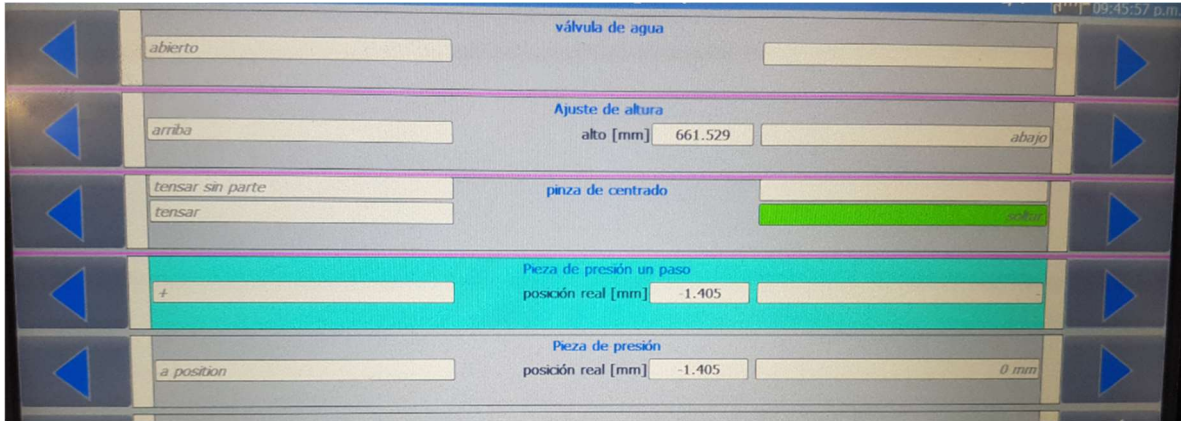 09:45:57 p.m.
válvula de agua
abierto
Ajuste de altura
arriba
alto [mm] 661.529
abajo
tensar sin parte
pinza de centrado
tensar
soltar
Pieza de presión un paso
+
posición real [mm] -1.405
-
Pieza de presión
a position
posición real [mm] -1.405
0 mm